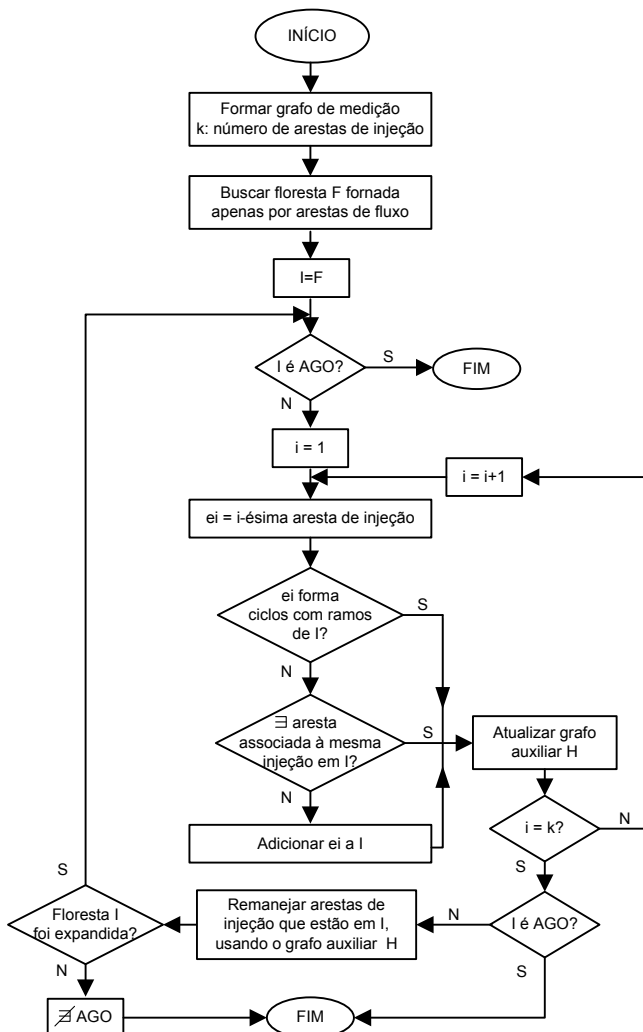 INÍCIO
Formar grafo de medição
k: número de arestas de injeção
Buscar floresta F fornada
apenas por arestas de fluxo
I=F
I é AGO?
S
FIM
N
i = 1
i = i+1
ei = i-ésima aresta de injeção
ei forma
ciclos com ramos
de I?
S
N
∃ aresta
associada à mesma
injeção em I?
S
Atualizar grafo
auxiliar H
N
Adicionar ei a I
i = k?
N
S
S
Floresta I
foi expandida?
Remanejar arestas de
injeção que estão em I,
usando o grafo auxiliar H
N
I é AGO?
N
S
∄ AGO
FIM